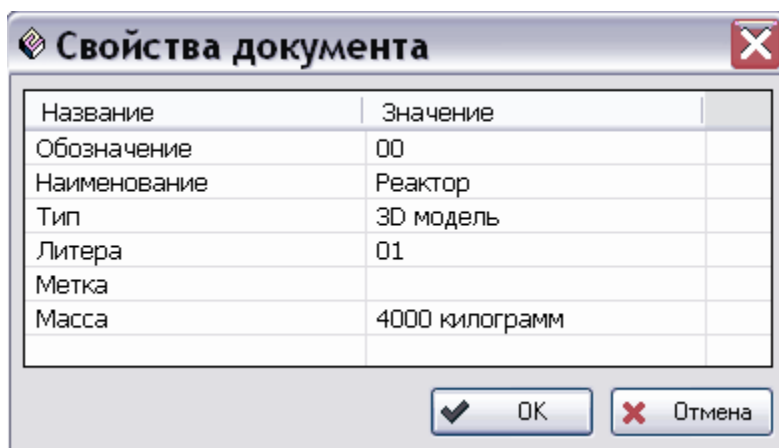 Свойства документа
Название Значение
Обозначение 00
Наименование Реактор
Тип 3D модель
Литера 01
Метка
Масса 4000 килограмм
OK Отмена